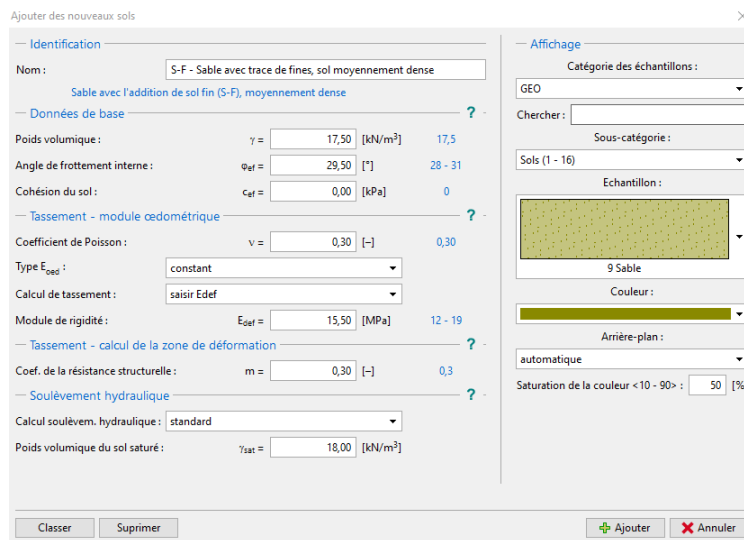 Ajouter des nouveaux sols
Identification
Nom :
S-F - Sable avec trace de fines, sol moyennement dense
Sable avec l'addition de sol fin (S-F), moyennement dense
Données de base
?
Poids volumique :
γ =
17,50
[kN/m³]
17,5
Angle de frottement interne :
φef =
29,50
[°]
28 - 31
Cohésion du sol :
cef =
0,00
[kPa]
0
Tassement - module œdométrique
?
Coefficient de Poisson :
ν =
0,30
[–]
0,30
Type Eoed :
constant
Calcul de tassement :
saisir Edef
Module de rigidité :
Edef =
15,50
[MPa]
12 - 19
Tassement - calcul de la zone de déformation
?
Coef. de la résistance structurelle :
m =
0,30
[–]
0,3
Soulèvement hydraulique
?
Calcul soulèvem. hydraulique :
standard
Poids volumique du sol saturé :
γsat =
18,00
[kN/m³]
Affichage
Catégorie des échantillons :
GEO
Chercher :
Sous-catégorie :
Sols (1 - 16)
Echantillon :
9 Sable
Couleur :
Arrière-plan :
automatique
Saturation de la couleur <10 - 90> :
50
[%
Classer
Suprimer
Ajouter
Annuler